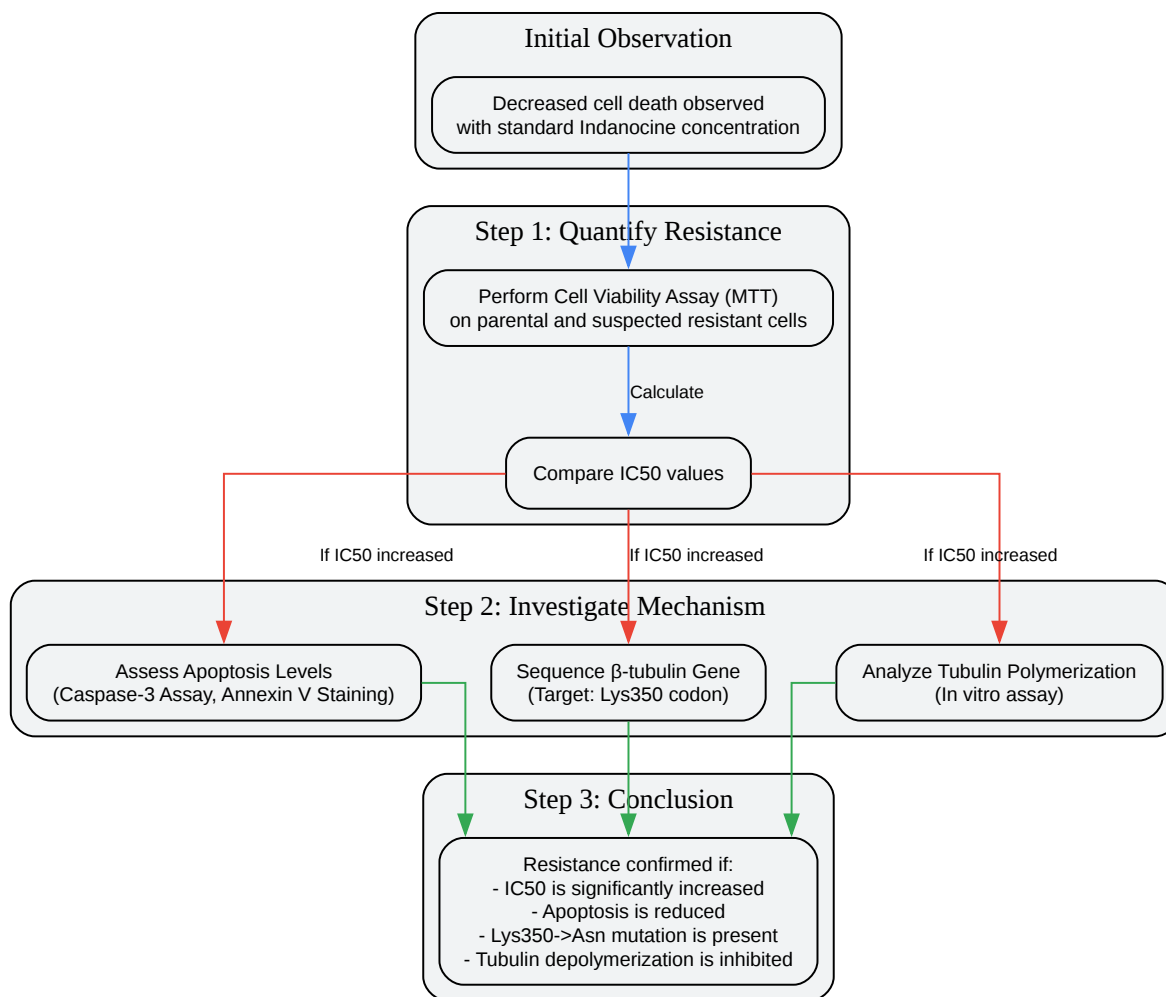 Initial Observation
Decreased cell death observed
with standard Indanocine concentration
Step 1: Quantify Resistance
Perform Cell Viability Assay (MTT)
on parental and suspected resistant cells
Calculate
Compare IC50 values
If IC50 increased
If IC50 increased
If IC50 increased
Step 2: Investigate Mechanism
Assess Apoptosis Levels
(Caspase-3 Assay, Annexin V Staining)
Sequence β-tubulin Gene
(Target: Lys350 codon)
Analyze Tubulin Polymerization
(In vitro assay)
Step 3: Conclusion
Resistance confirmed if:
- IC50 is significantly increased
- Apoptosis is reduced
- Lys350->Asn mutation is present
- Tubulin depolymerization is inhibited